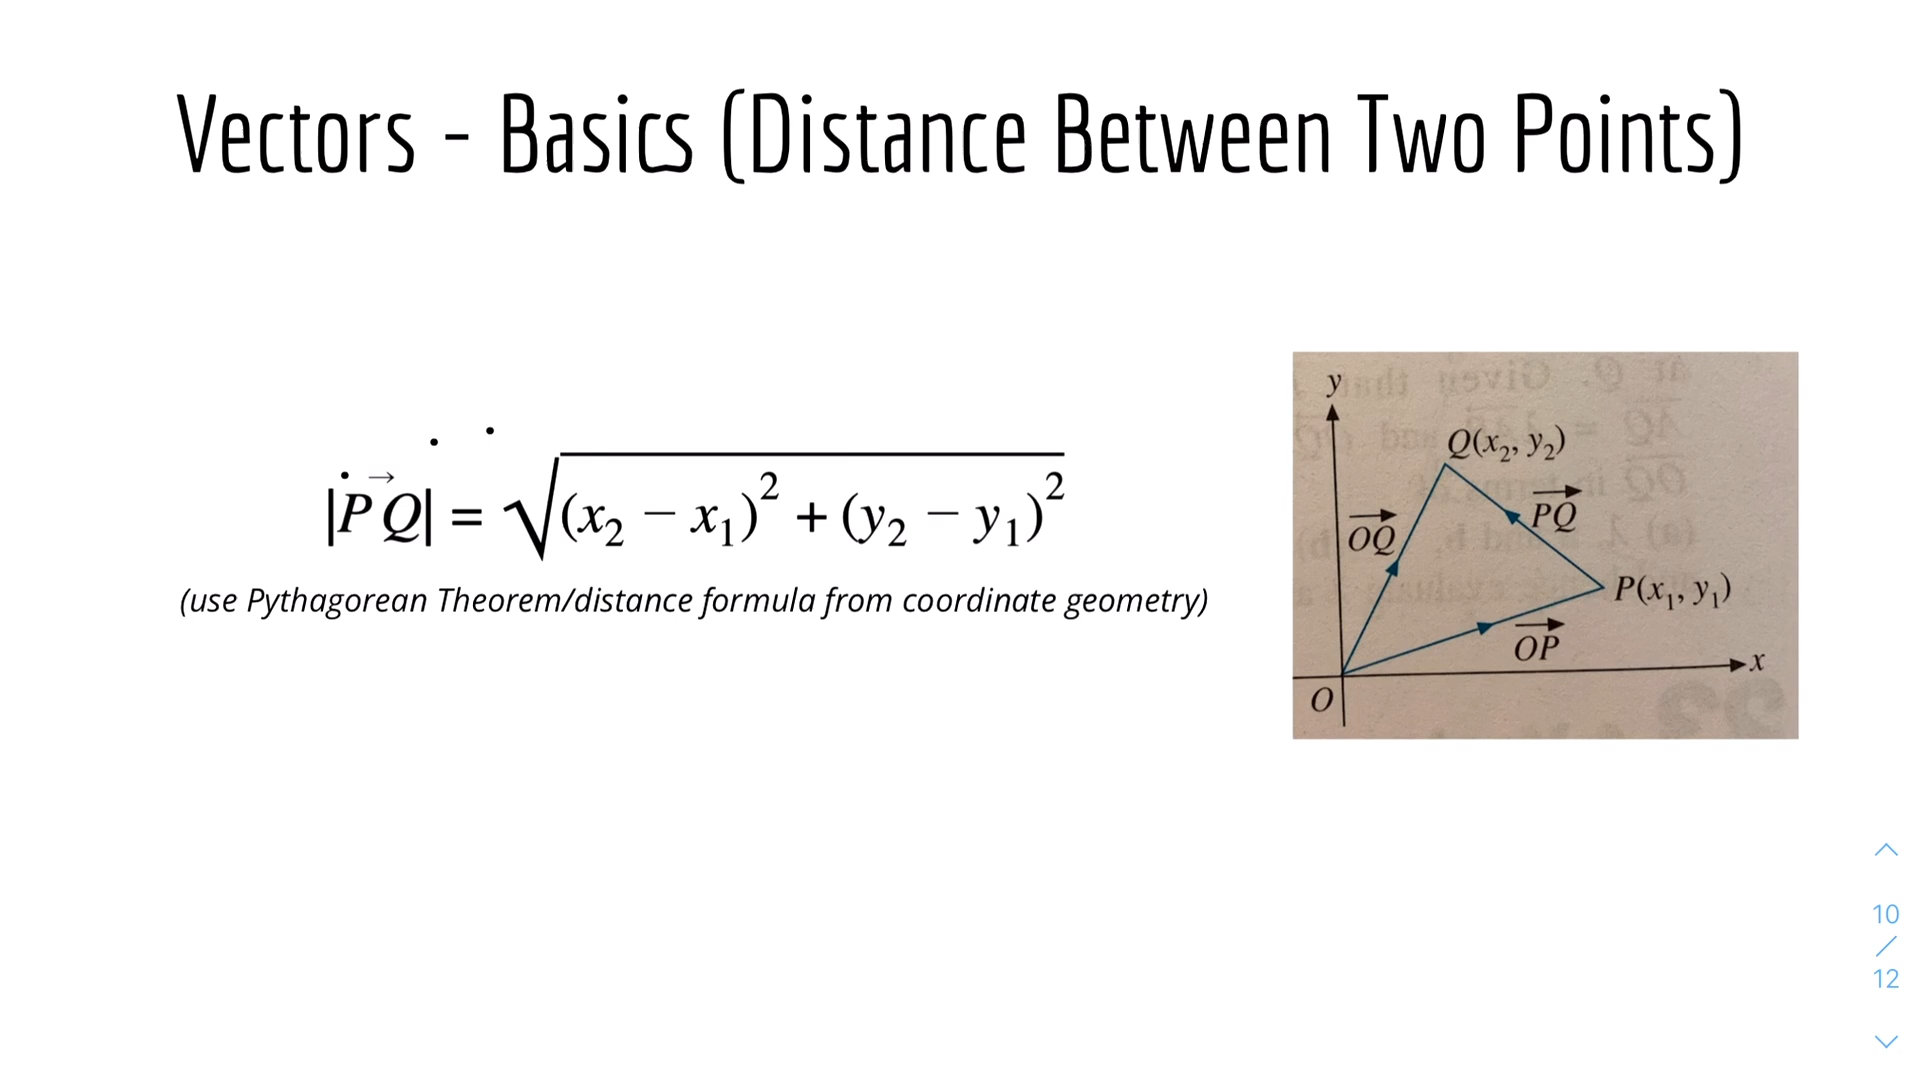 Vectors - Basics (Distance Between Two Points)
|PQ⃗| = √(x₂ − x₁)² + (y₂ − y₁)²
(use Pythagorean Theorem/distance formula from coordinate geometry)
y
Q(x₂, y₂)
PQ
OQ
P(x₁, y₁)
OP
x
O
10
/
12